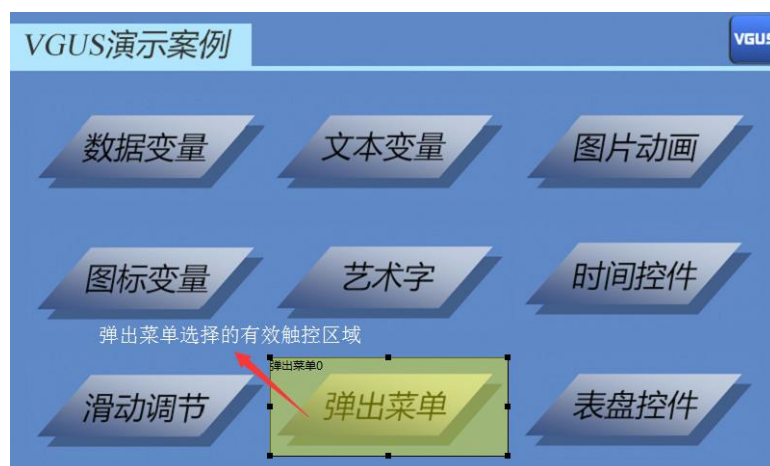 VGUS演示案例
VGUS
数据变量
文本变量
图片动画
图标变量
艺术字
时间控件
弹出菜单选择的有效触控区域
弹出菜单0
滑动调节
弹出菜单
表盘控件